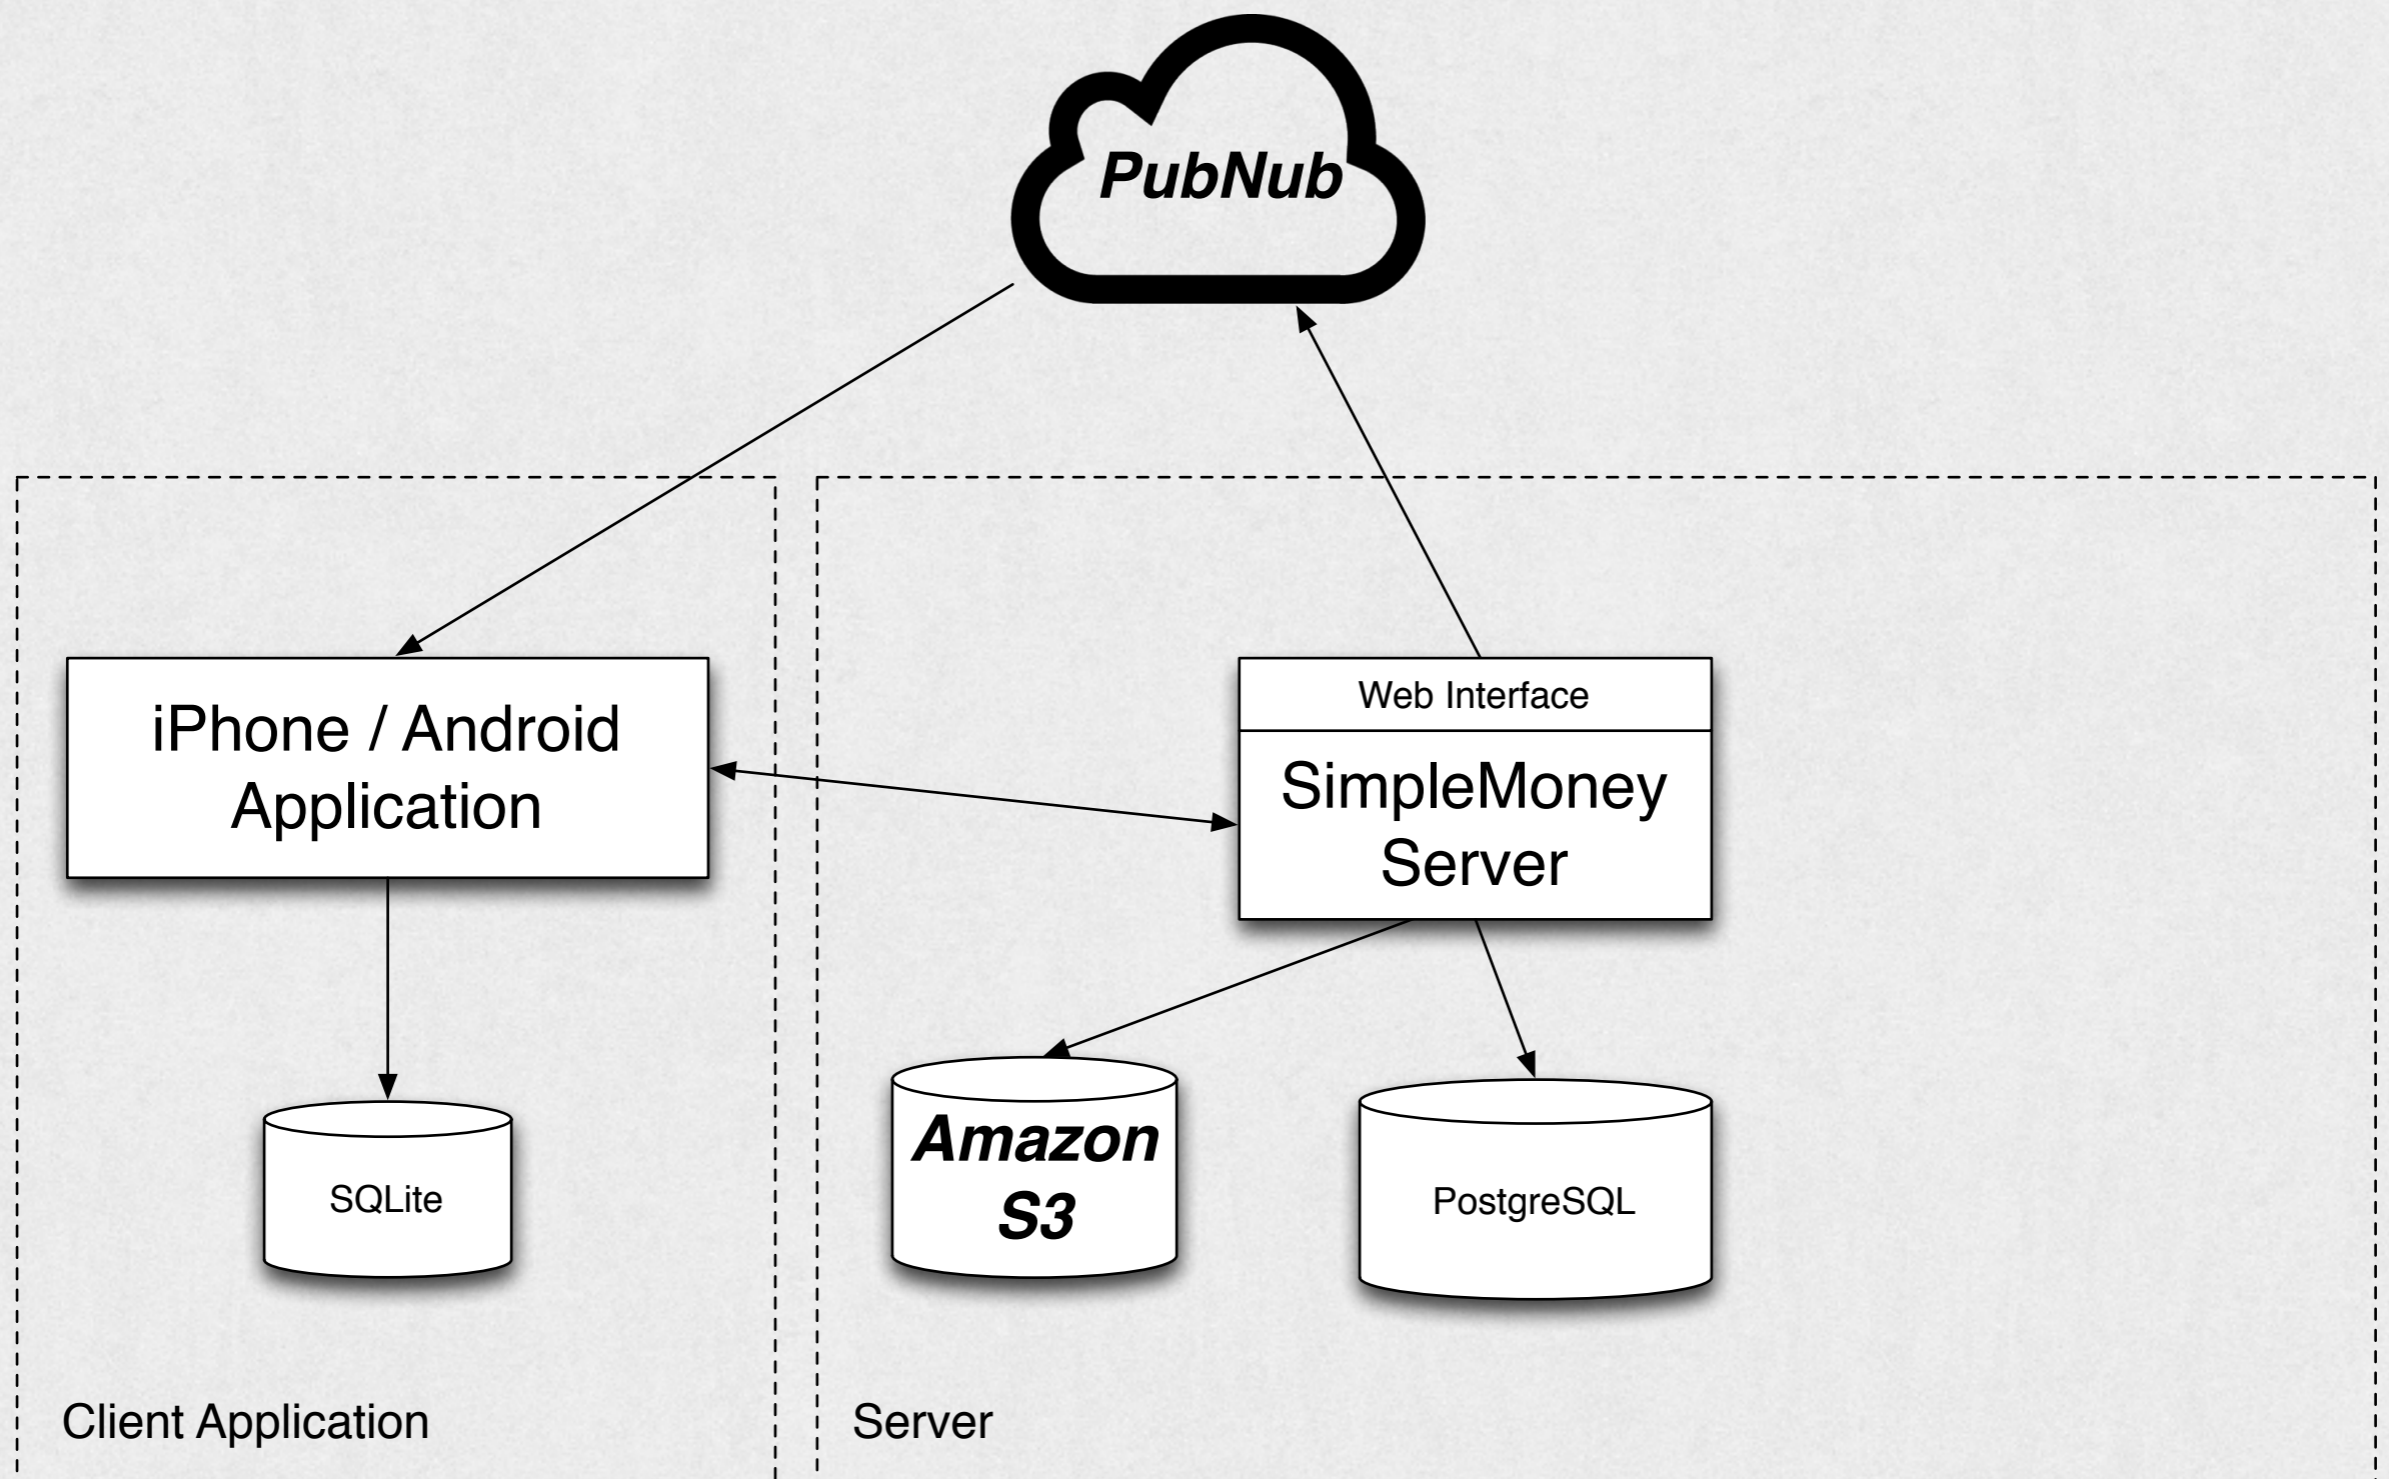 PubNub
iPhone / Android
Application
Web Interface
SimpleMoney
Server
SQLite
Amazon
S3
PostgreSQL
Client Application
Server